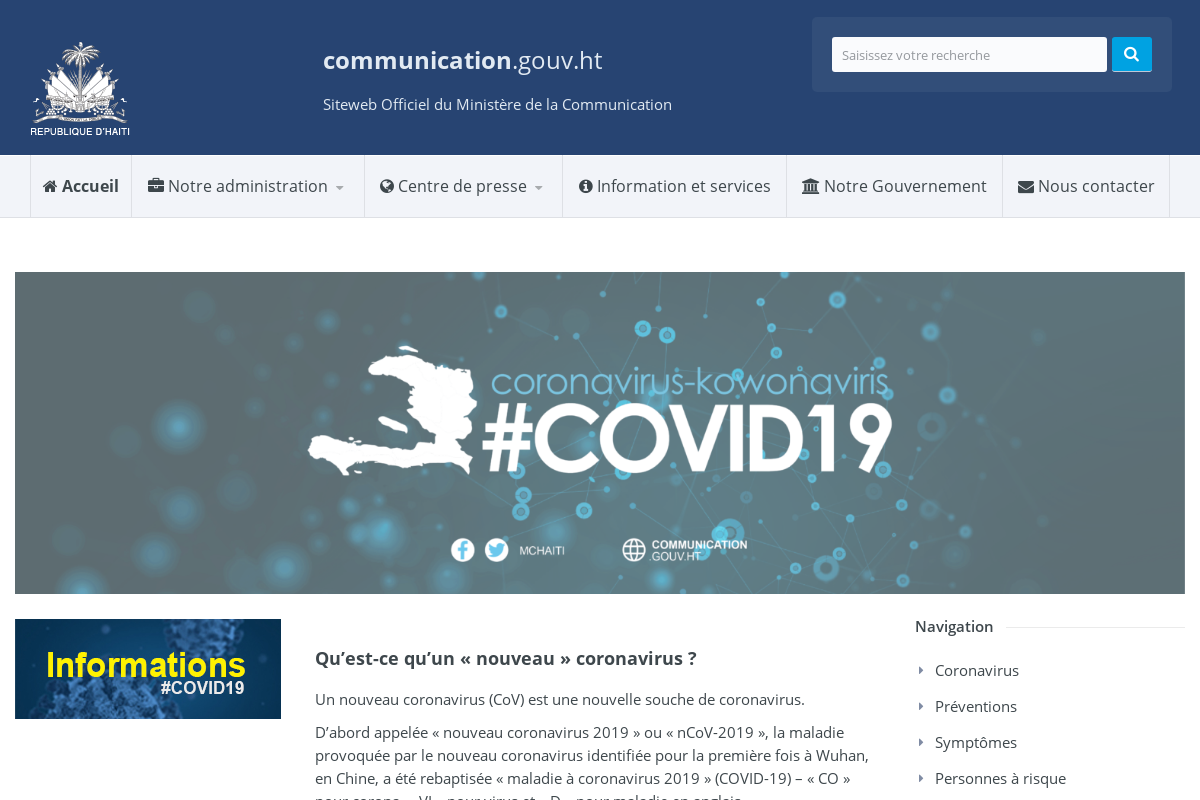 REPUBLIQUE D'HAITI
communication.gouv.ht
Siteweb Officiel du Ministère de la Communication
Saisissez votre recherche
Accueil
Notre administration
Centre de presse
Information et services
Notre Gouvernement
Nous contacter
coronavirus-kowonaviris
#COVID19
MCHAITI
COMMUNICATION
.GOUV.HT
Informations
#COVID19
Qu’est-ce qu’un « nouveau » coronavirus ?
Un nouveau coronavirus (CoV) est une nouvelle souche de coronavirus.
D’abord appelée « nouveau coronavirus 2019 » ou « nCoV-2019 », la maladie
provoquée par le nouveau coronavirus identifiée pour la première fois à Wuhan,
en Chine, a été rebaptisée « maladie à coronavirus 2019 » (COVID-19) – « CO »
Navigation
Coronavirus
Préventions
Symptômes
Personnes à risque